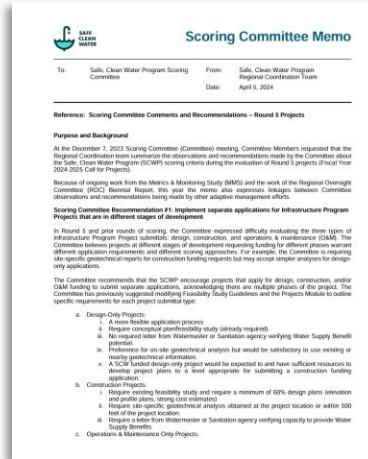 SAFE
CLEAN
WATER
Scoring Committee Memo
To: Safe, Clean Water Program Scoring From: Safe, Clean Water Program
Committee Regional Coordination Team
Date: April 5, 2024
Reference: Scoring Committee Comments and Recommendations – Round 5 Projects
Purpose and Background
At the December 7, 2023 Scoring Committee (Committee) meeting, Committee Members requested that the
Regional Coordination team summarize the observations and recommendations made by the Committee about
the Safe, Clean Water Program (SCWP) scoring criteria during the evaluation of Round 5 projects (Fiscal Year
2024-2025 Call for Projects).
Because of ongoing work from the Metrics & Monitoring Study (MMS) and the work of the Regional Oversight
Committee (ROC) Biennial Report, this year the memo also expresses linkages between Committee
observations and recommendations being made by other adaptive management efforts.
Scoring Committee Recommendation #1: Implement separate applications for Infrastructure Program
Projects that are in different stages of development
In Round 5 and prior rounds of scoring, the Committee expressed difficulty evaluating the three types of
Infrastructure Program Project submittals: design, construction, and operations & maintenance (O&M). The
Committee believes projects at different stages of development requesting funding for different phases warrant
different application requirements and different scoring approaches. For example, the Committee is requiring
site-specific geotechnical reports for construction funding requests but may accept simpler analyses for design-
only applications.
The Committee recommends that the SCWP encourage projects that apply for design, construction, and/or
O&M funding to submit separate applications, acknowledging there are multiple phases of the project. The
Committee has previously suggested modifying Feasibility Study Guidelines and the Projects Module to outline
specific requirements for each project submittal type:
a. Design-Only Projects:
i. A more flexible application process
ii. Require conceptual plan/feasibility study (already required)
iii. No required letter from Watermaster or Sanitation agency verifying Water Supply Benefit
potential.
iv. Preference for on-site geotechnical analysis but would be satisfactory to use existing or
nearby geotechnical information.
v. A SCW funded design-only project would be expected to and have sufficient resources to
develop project plans to a level appropriate for submitting a construction funding
application.
b. Construction Projects:
i. Require existing feasibility study and require a minimum of 60% design plans (elevation
and profile plans, strong cost estimates)
ii. Require site-specific geotechnical analysis obtained at the project location or within 500
feet of the project location.
iii. Require a letter from Watermaster or Sanitation agency verifying capacity to provide Water
Supply Benefits.
c. Operations & Maintenance Only Projects: